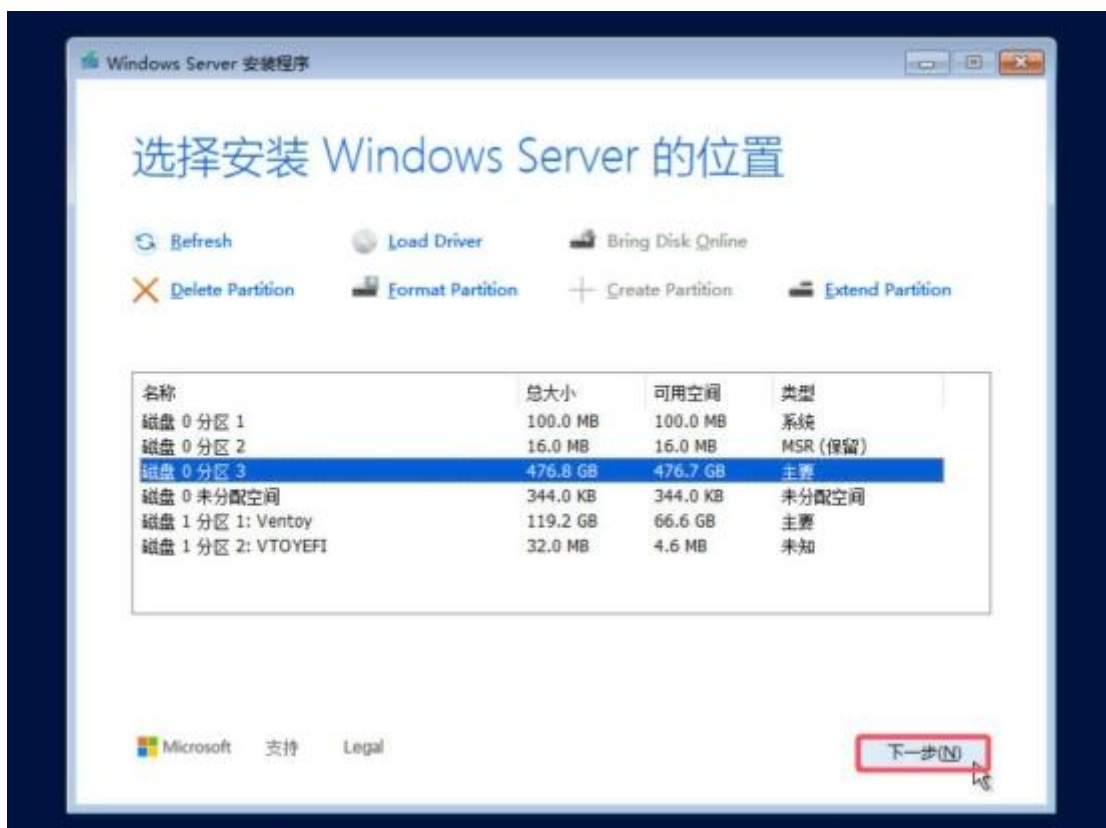 Windows Server 安装程序
选择安装 Windows Server 的位置
Refresh Load Driver Bring Disk Online
Delete Partition Format Partition Create Partition Extend Partition
名称 总大小 可用空间 类型
磁盘 0 分区 1 100.0 MB 100.0 MB 系统
磁盘 0 分区 2 16.0 MB 16.0 MB MSR (保留)
磁盘 0 分区 3 476.8 GB 476.7 GB 主要
磁盘 0 未分配空间 344.0 KB 344.0 KB 未分配空间
磁盘 1 分区 1: Ventoy 119.2 GB 66.6 GB 主要
磁盘 1 分区 2: VTOYEFI 32.0 MB 4.6 MB 未知
Microsoft 支持 Legal 下一步(N)